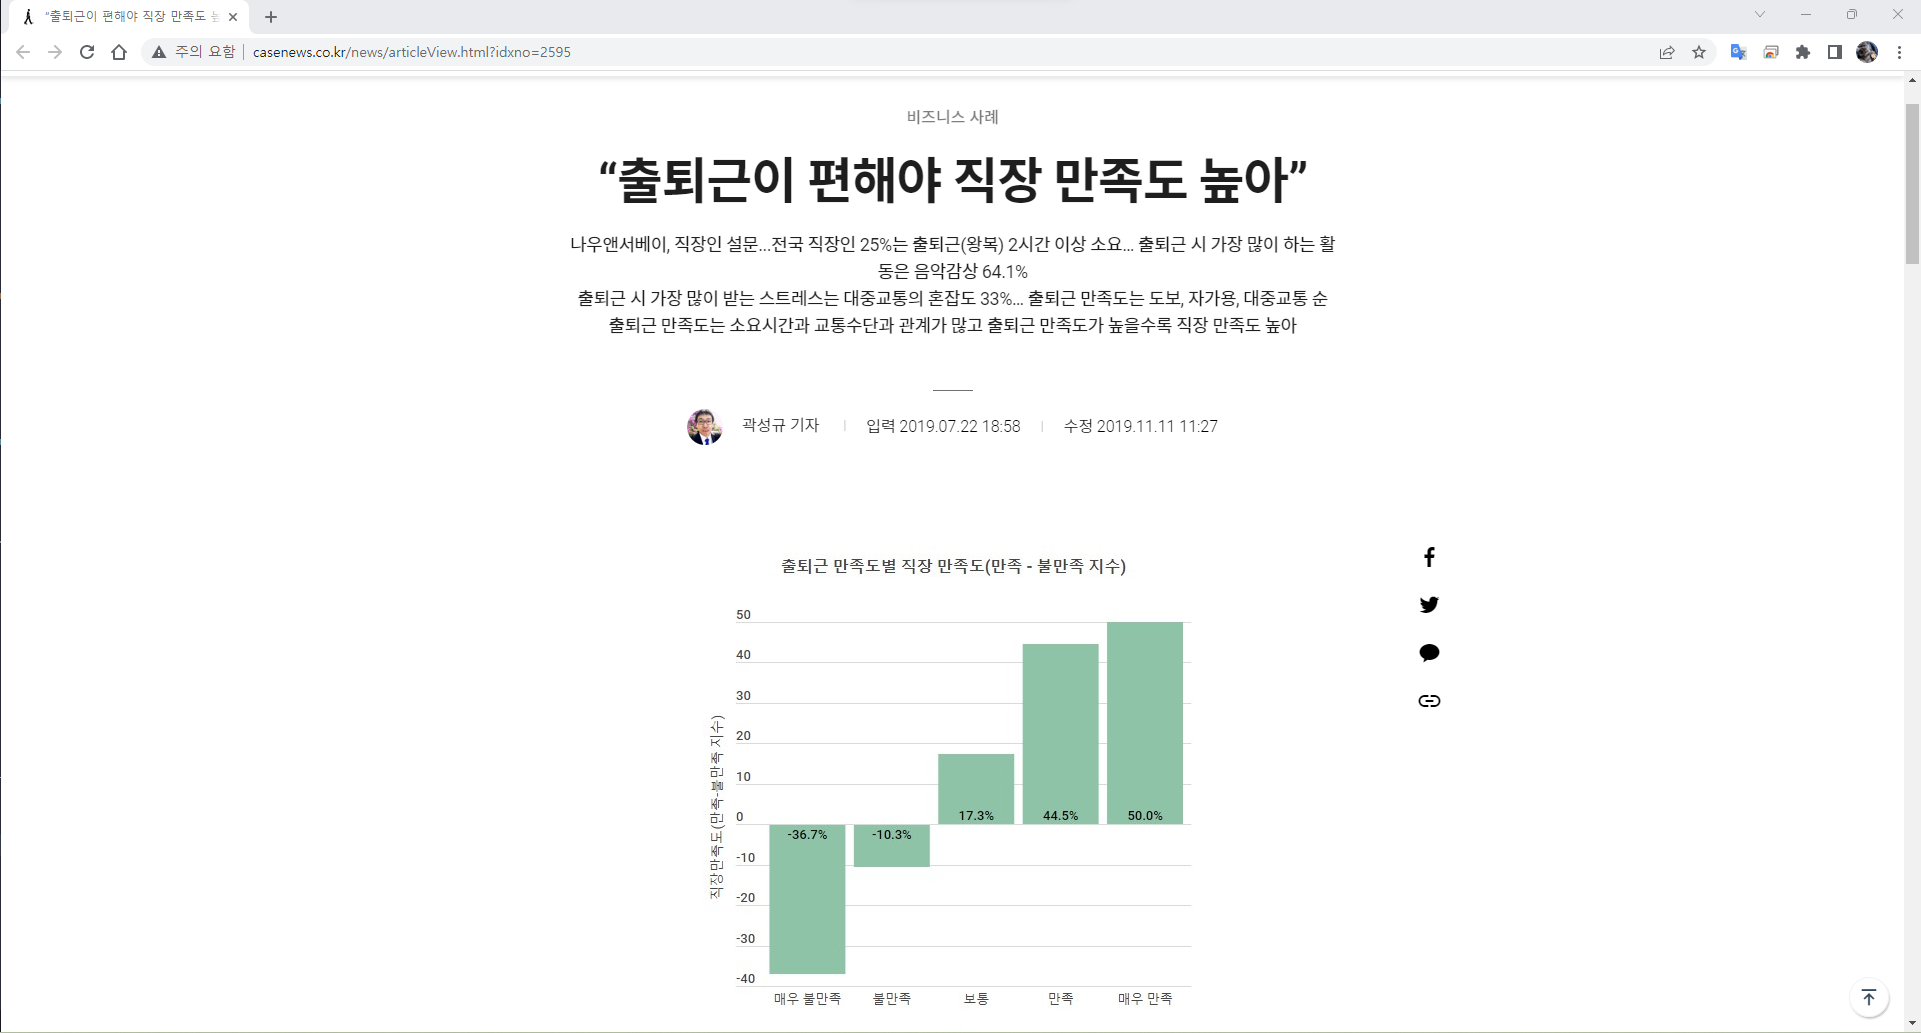 “출퇴근이 편해야 직장 만족도 높
주의 요함
casenews.co.kr/news/articleView.html?idxno=2595
비즈니스 사례
“출퇴근이 편해야 직장 만족도 높아”
나우앤서베이, 직장인 설문...전국 직장인 25%는 출퇴근(왕복) 2시간 이상 소요... 출퇴근 시 가장 많이 하는 활
동은 음악감상 64.1%
출퇴근 시 가장 많이 받는 스트레스는 대중교통의 혼잡도 33%... 출퇴근 만족도는 도보, 자가용, 대중교통 순
출퇴근 만족도는 소요시간과 교통수단과 관계가 많고 출퇴근 만족도가 높을수록 직장 만족도 높아
곽성규 기자
입력 2019.07.22 18:58
수정 2019.11.11 11:27
출퇴근 만족도별 직장 만족도(만족 - 불만족 지수)
직장만족도(만족-불만족 지수)
50
40
30
20
10
0
-10
-20
-30
-40
-36.7%
-10.3%
17.3%
44.5%
50.0%
매우 불만족
불만족
보통
만족
매우 만족